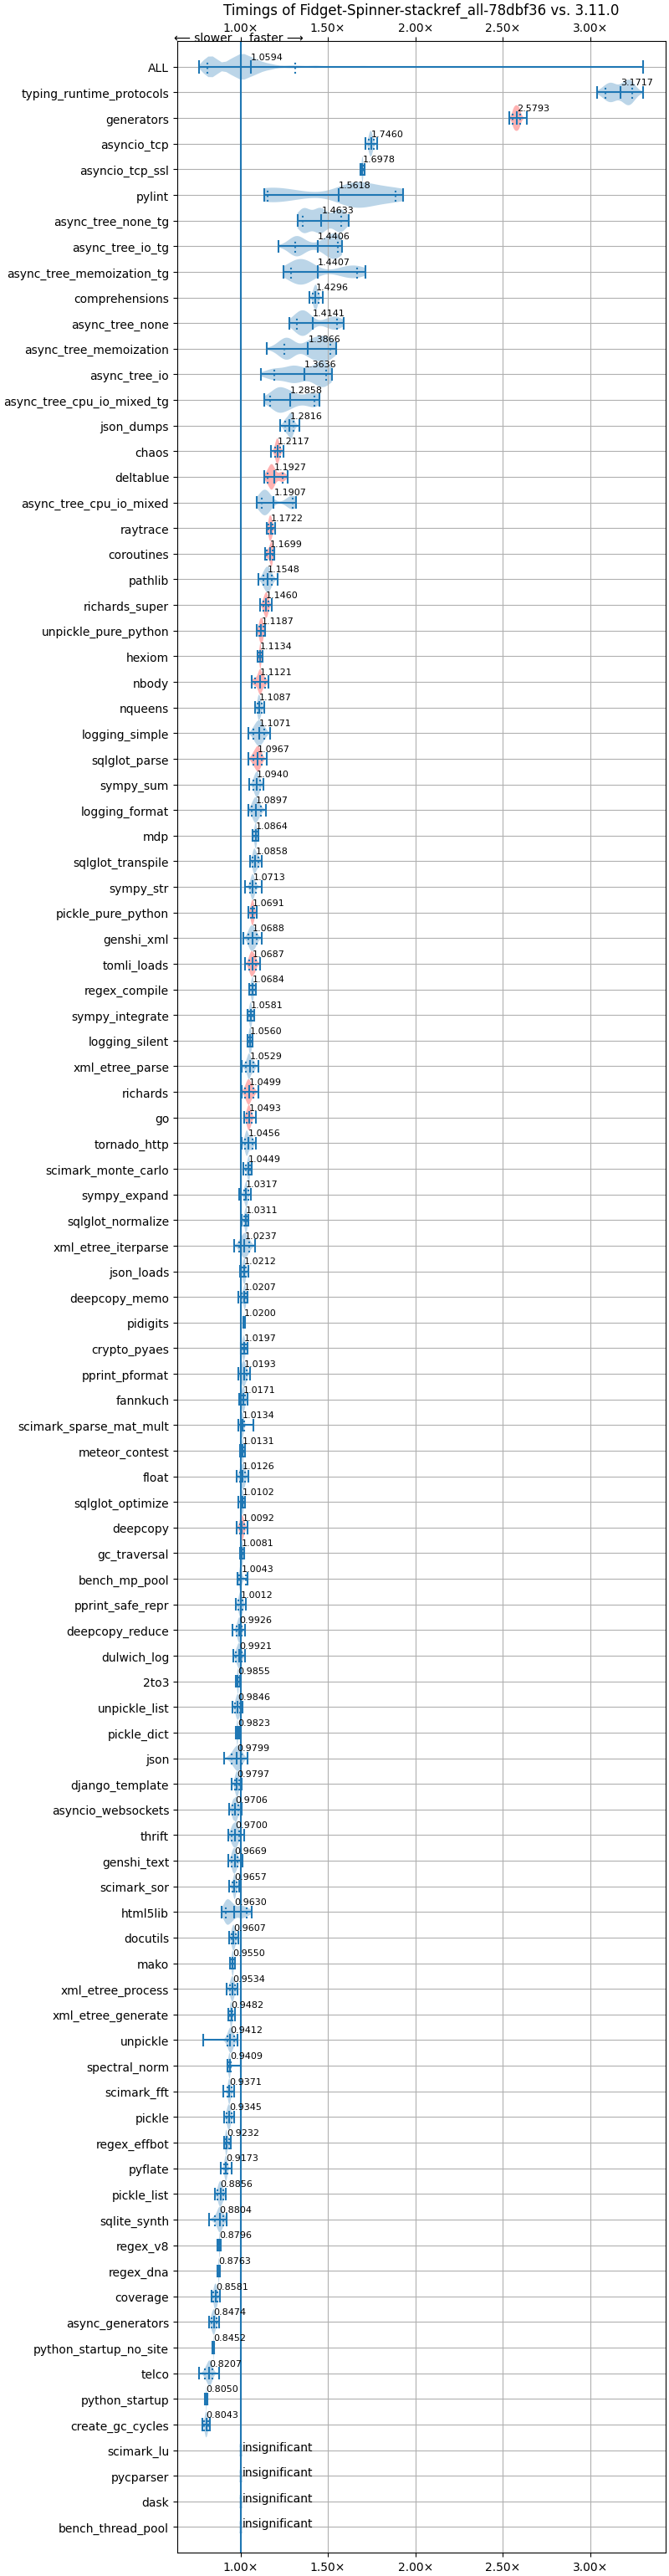 Timings of Fidget-Spinner-stackref_all-78dbf36 vs. 3.11.0
1.00× 1.50× 2.00× 2.50× 3.00×
⟵ slower faster ⟶
ALL 1.0594
typing_runtime_protocols 3.1717
generators 2.5793
asyncio_tcp 1.7460
asyncio_tcp_ssl 1.6978
pylint 1.5618
async_tree_none_tg 1.4633
async_tree_io_tg 1.4406
async_tree_memoization_tg 1.4407
comprehensions 1.4296
async_tree_none 1.4141
async_tree_memoization 1.3866
async_tree_io 1.3636
async_tree_cpu_io_mixed_tg 1.2858
json_dumps 1.2816
chaos 1.2117
deltablue 1.1927
async_tree_cpu_io_mixed 1.1907
raytrace 1.1722
coroutines 1.1699
pathlib 1.1548
richards_super 1.1460
unpickle_pure_python 1.1187
hexiom 1.1134
nbody 1.1121
nqueens 1.1087
logging_simple 1.1071
sqlglot_parse 1.0967
sympy_sum 1.0940
logging_format 1.0897
mdp 1.0864
sqlglot_transpile 1.0858
sympy_str 1.0713
pickle_pure_python 1.0691
genshi_xml 1.0688
tomli_loads 1.0687
regex_compile 1.0684
sympy_integrate 1.0581
logging_silent 1.0560
xml_etree_parse 1.0529
richards 1.0499
go 1.0493
tornado_http 1.0456
scimark_monte_carlo 1.0449
sympy_expand 1.0317
sqlglot_normalize 1.0311
xml_etree_iterparse 1.0237
json_loads 1.0212
deepcopy_memo 1.0207
pidigits 1.0200
crypto_pyaes 1.0197
pprint_pformat 1.0193
fannkuch 1.0171
scimark_sparse_mat_mult 1.0134
meteor_contest 1.0131
float 1.0126
sqlglot_optimize 1.0102
deepcopy 1.0092
gc_traversal 1.0081
bench_mp_pool 1.0043
pprint_safe_repr 1.0012
deepcopy_reduce 0.9926
dulwich_log 0.9921
2to3 0.9855
unpickle_list 0.9846
pickle_dict 0.9823
json 0.9799
django_template 0.9797
asyncio_websockets 0.9706
thrift 0.9700
genshi_text 0.9669
scimark_sor 0.9657
html5lib 0.9630
docutils 0.9607
mako 0.9550
xml_etree_process 0.9534
xml_etree_generate 0.9482
unpickle 0.9412
spectral_norm 0.9409
scimark_fft 0.9371
pickle 0.9345
regex_effbot 0.9232
pyflate 0.9173
pickle_list 0.8856
sqlite_synth 0.8804
regex_v8 0.8796
regex_dna 0.8763
coverage 0.8581
async_generators 0.8474
python_startup_no_site 0.8452
telco 0.8207
python_startup 0.8050
create_gc_cycles 0.8043
scimark_lu insignificant
pycparser insignificant
dask insignificant
bench_thread_pool insignificant
1.00× 1.50× 2.00× 2.50× 3.00×